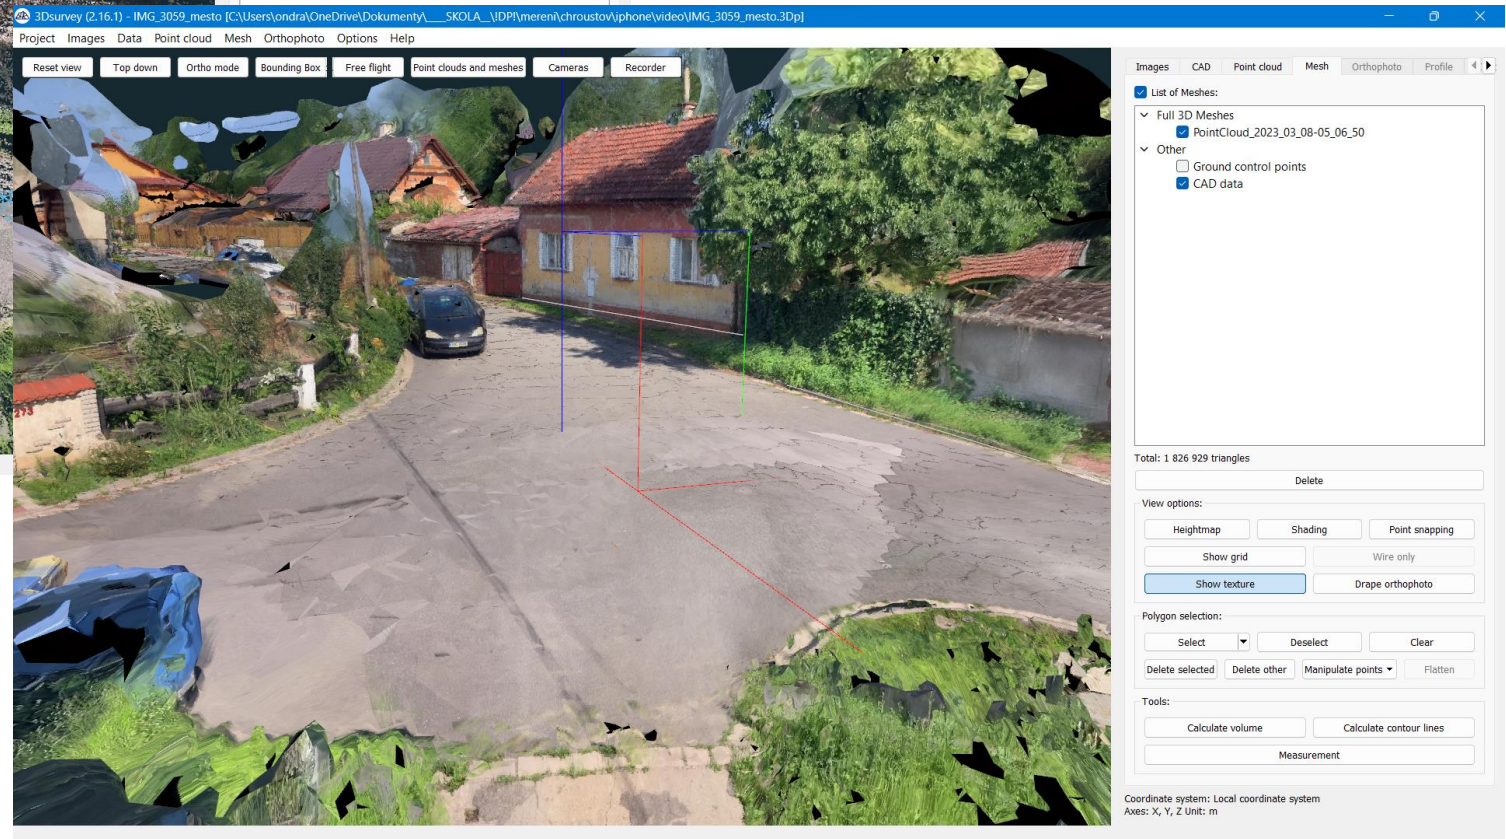 3Dsurvey (2.16.1) - IMG_3059_mesto [C:\Users\ondra\OneDrive\Dokumenty\___SKOLA__\!DP!\mereni\chroustov\iphone\video\IMG_3059_mesto.3Dp]
Project Images Data Point cloud Mesh Orthophoto Options Help
Reset view Top down Ortho mode Bounding Box Free flight Point clouds and meshes Cameras Recorder
273
Images CAD Point cloud Mesh Orthophoto Profile
List of Meshes:
Full 3D Meshes
PointCloud_2023_03_08-05_06_50
Other
Ground control points
CAD data
Total: 1 826 929 triangles
Delete
View options:
Heightmap Shading Point snapping
Show grid Wire only
Show texture Drape orthophoto
Polygon selection:
Select Deselect Clear
Delete selected Delete other Manipulate points Flatten
Tools:
Calculate volume Calculate contour lines
Measurement
Coordinate system: Local coordinate system
Axes: X, Y, Z Unit: m